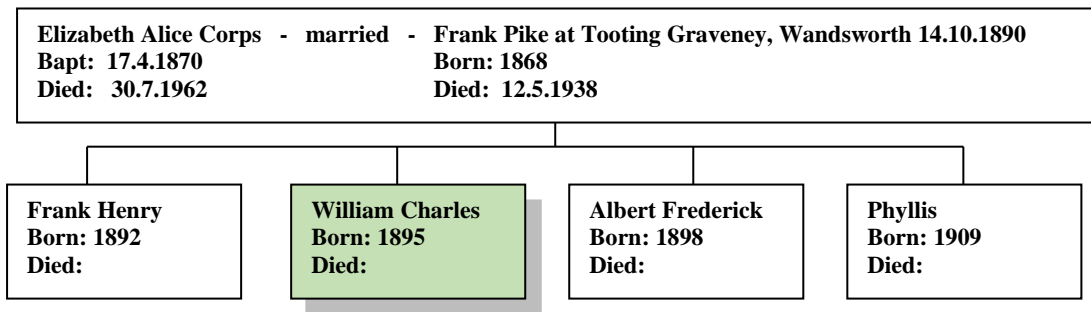 Elizabeth Alice Corps - married - Frank Pike at Tooting Graveney, Wandsworth 14.10.1890
Bapt: 17.4.1870 Born: 1868
Died: 30.7.1962 Died: 12.5.1938
Frank Henry
Born: 1892
Died:
William Charles
Born: 1895
Died:
Albert Frederick
Born: 1898
Died:
Phyllis
Born: 1909
Died: